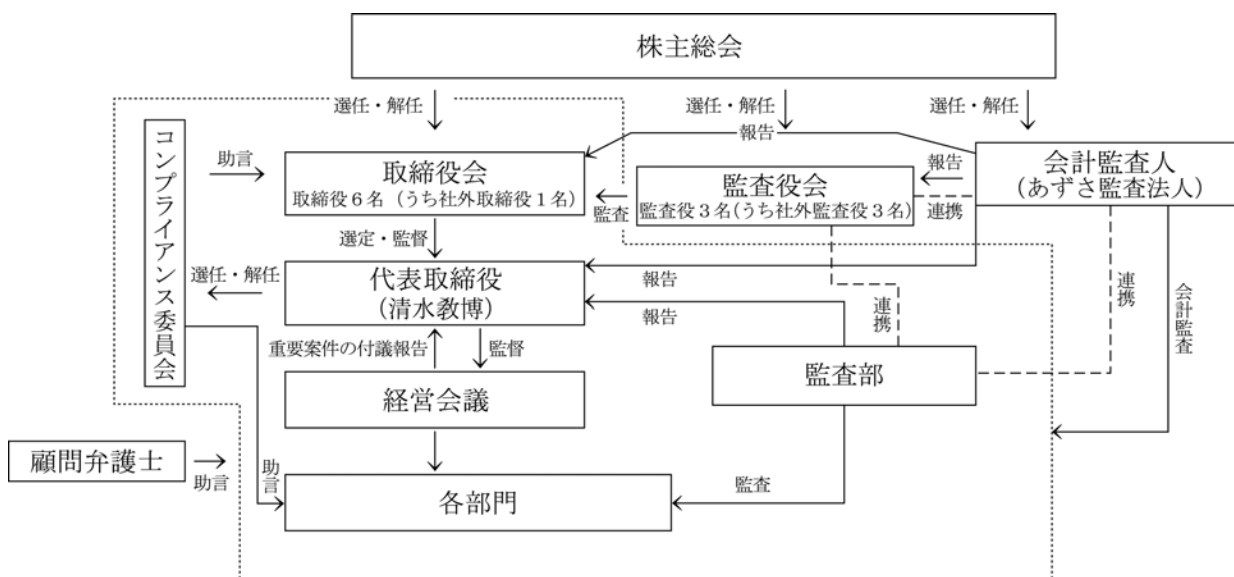 株主総会
選任・解任
選任・解任
選任・解任
コンプライアンス委員会
助言
報告
取締役会
取締役6名(うち社外取締役1名)
監査
監査役会
監査役3名(うち社外監査役3名)
報告
連携
会計監査人
(あずさ監査法人)
選定・監督
選任・解任
代表取締役
(清水教博)
報告
報告
連携
連携
会計監査
重要案件の付議報告
監督
監査部
経営会議
顧問弁護士
助言
助言
各部門
監査